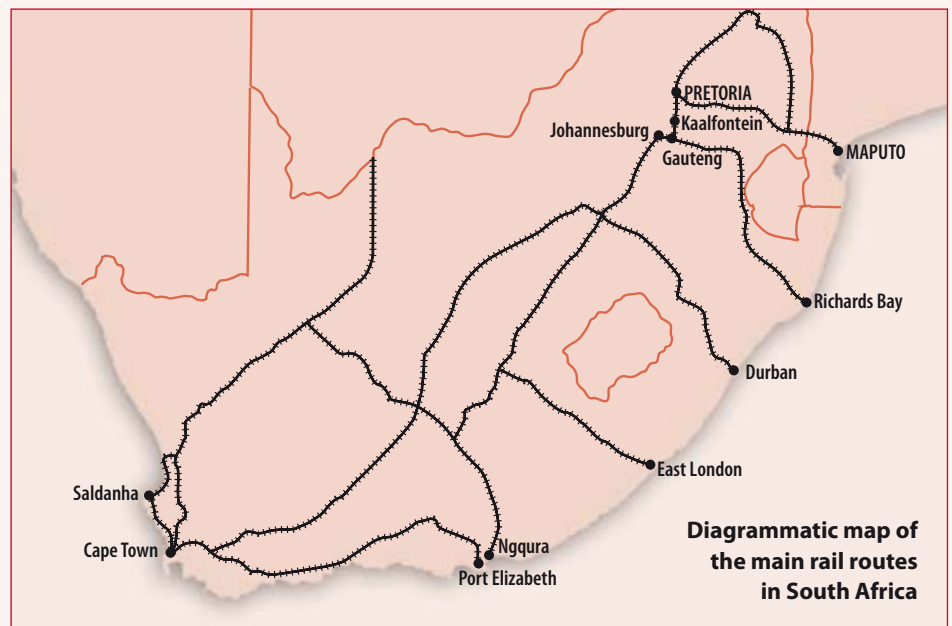 PRETORIA
Kaalfontein
Johannesburg
Gauteng
MAPUTO
Richards Bay
Durban
East London
Saldanha
Cape Town
Ngqura
Port Elizabeth
Diagrammatic map of
the main rail routes
in South Africa